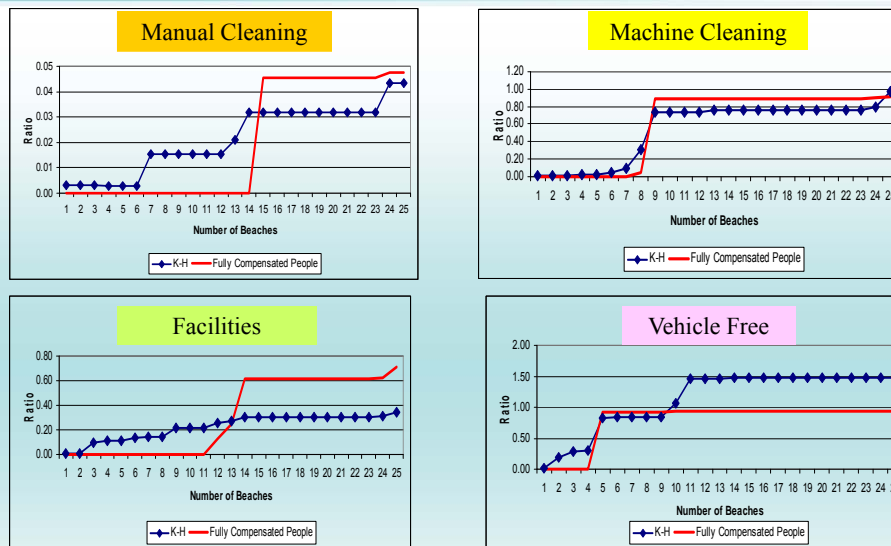 Manual Cleaning
0.05
0.04
0.03
0.02
0.01
0.00
Ratio
1 2 3 4 5 6 7 8 9 10 11 12 13 14 15 16 17 18 19 20 21 22 23 24 25
Number of Beaches
K-H Fully Compensated People
Machine Cleaning
1.20
1.00
0.80
0.60
0.40
0.20
0.00
Ratio
1 2 3 4 5 6 7 8 9 10 11 12 13 14 15 16 17 18 19 20 21 22 23 24
Number of Beaches
K-H Fully Compensated People
Facilities
0.80
0.60
0.40
0.20
0.00
Ratio
1 2 3 4 5 6 7 8 9 10 11 12 13 14 15 16 17 18 19 20 21 22 23 24 25
Number of Beaches
K-H Fully Compensated People
Vehicle Free
2.00
1.50
1.00
0.50
0.00
Ratio
1 2 3 4 5 6 7 8 9 10 11 12 13 14 15 16 17 18 19 20 21 22 23 24
Number of Beaches
K-H Fully Compensated People